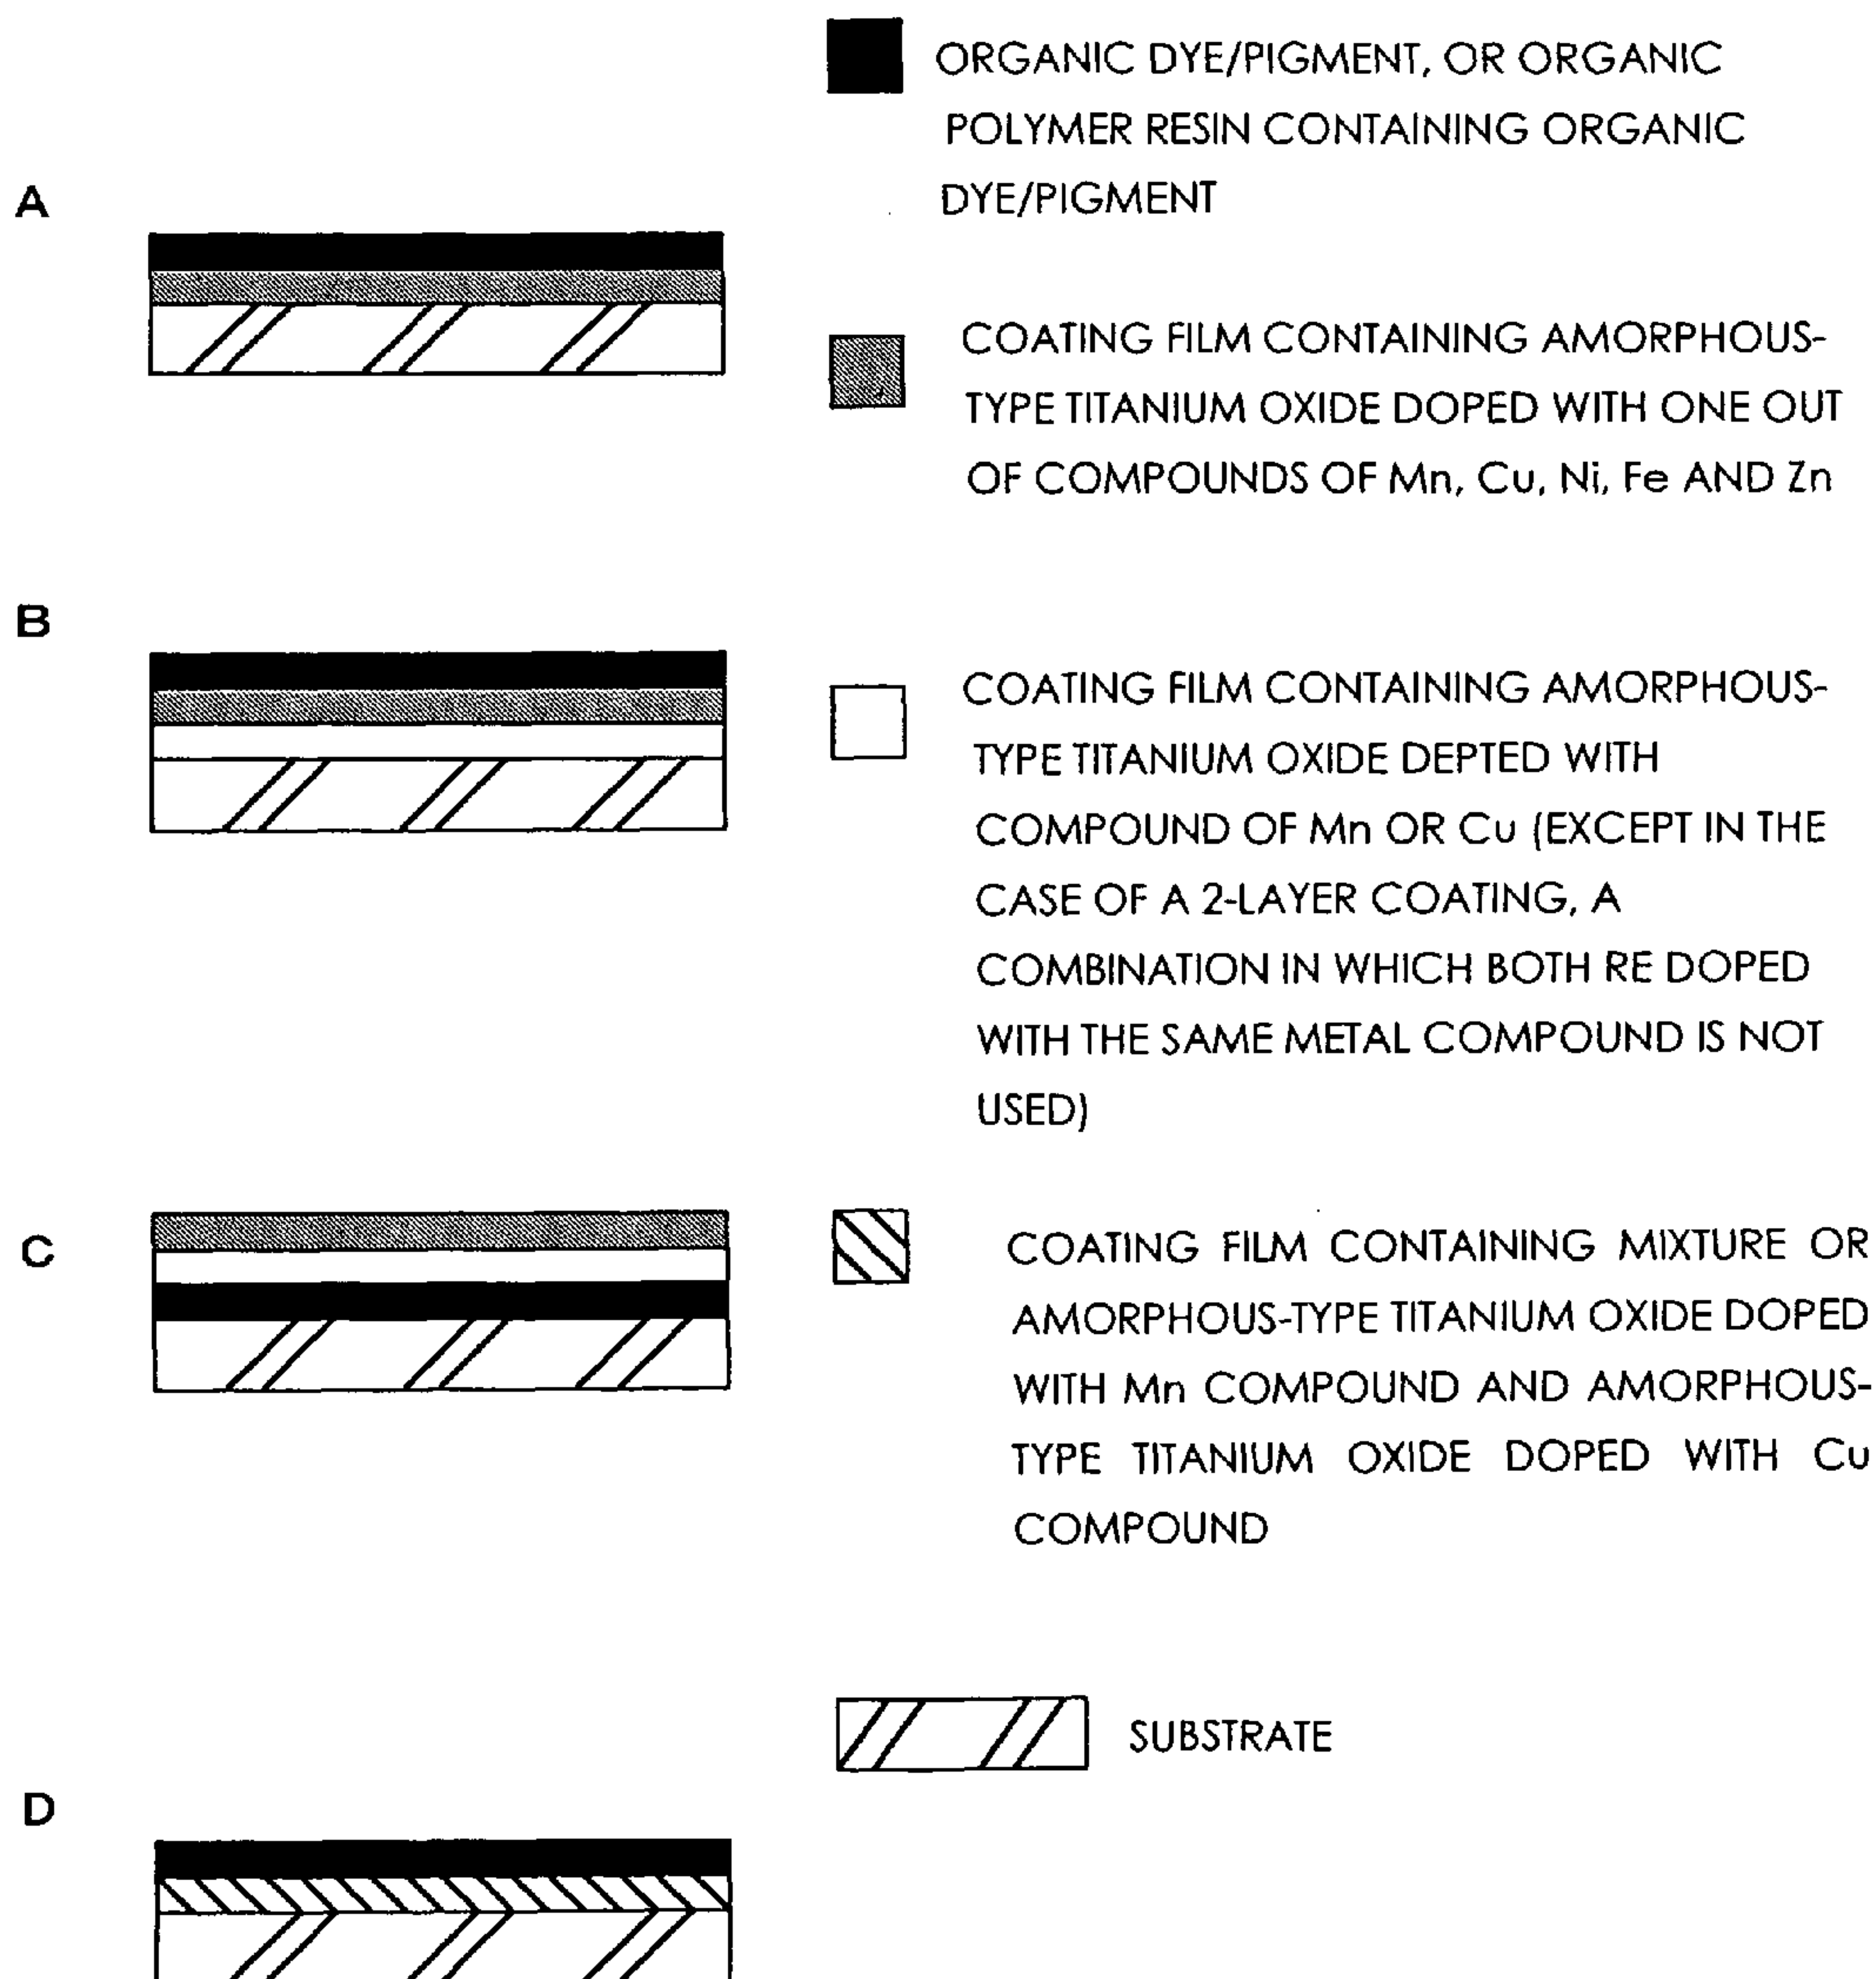 ORGANIC DYE/PIGMENT, OR ORGANIC
POLYMER RESIN CONTAINING ORGANIC
DYE/PIGMENT
A
COATING FILM CONTAINING AMORPHOUS-
TYPE TITANIUM OXIDE DOPED WITH ONE OUT
OF COMPOUNDS OF Mn, Cu, Ni, Fe AND Zn
B
COATING FILM CONTAINING AMORPHOUS-
TYPE TITANIUM OXIDE DEPTED WITH
COMPOUND OF Mn OR Cu (EXCEPT IN THE
CASE OF A 2-LAYER COATING, A
COMBINATION IN WHICH BOTH RE DOPED
WITH THE SAME METAL COMPOUND IS NOT
USED)
C
COATING FILM CONTAINING MIXTURE OR
AMORPHOUS-TYPE TITANIUM OXIDE DOPED
WITH Mn COMPOUND AND AMORPHOUS-
TYPE TITANIUM OXIDE DOPED WITH Cu
COMPOUND
SUBSTRATE
D